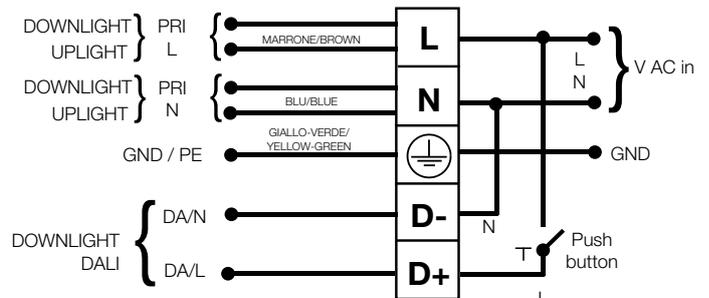 DOWNLIGHT
UPLIGHT
PRI
L
MARRONE/BROWN
L
L
N
V AC in
DOWNLIGHT
UPLIGHT
PRI
N
BLU/BLUE
N
GND / PE
GIALLO-VERDE/
YELLOW-GREEN
GND
DOWNLIGHT
DALI
DA/N
D-
N
DA/L
D+
Push
button